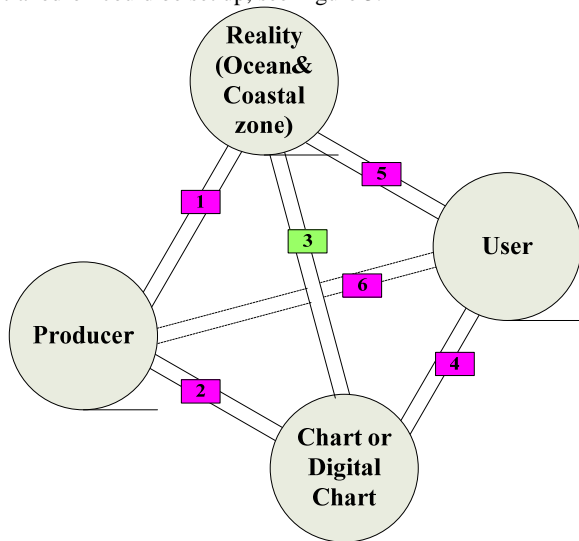 Reality
(Ocean&
Coastal
zone)
5
1
3
User
6
Producer
4
2
Chart or
Digital
Chart